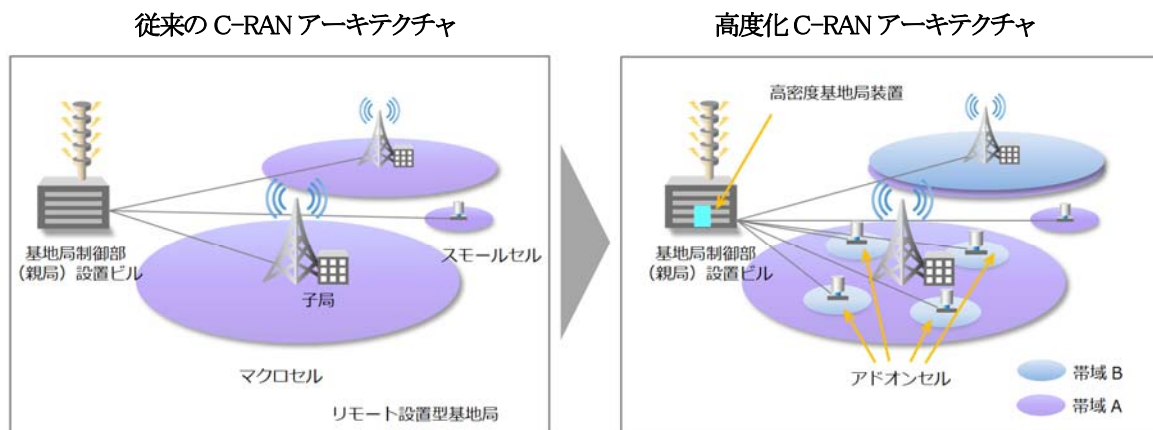 従来の C-RAN アーキテクチャ
基地局制御部
（親局）設置ビル
子局
スモールセル
マクロセル
リモート設置型基地局
高度化 C-RAN アーキテクチャ
高密度基地局装置
基地局制御部
（親局）設置ビル
アドオンセル
帯域 B
帯域 A